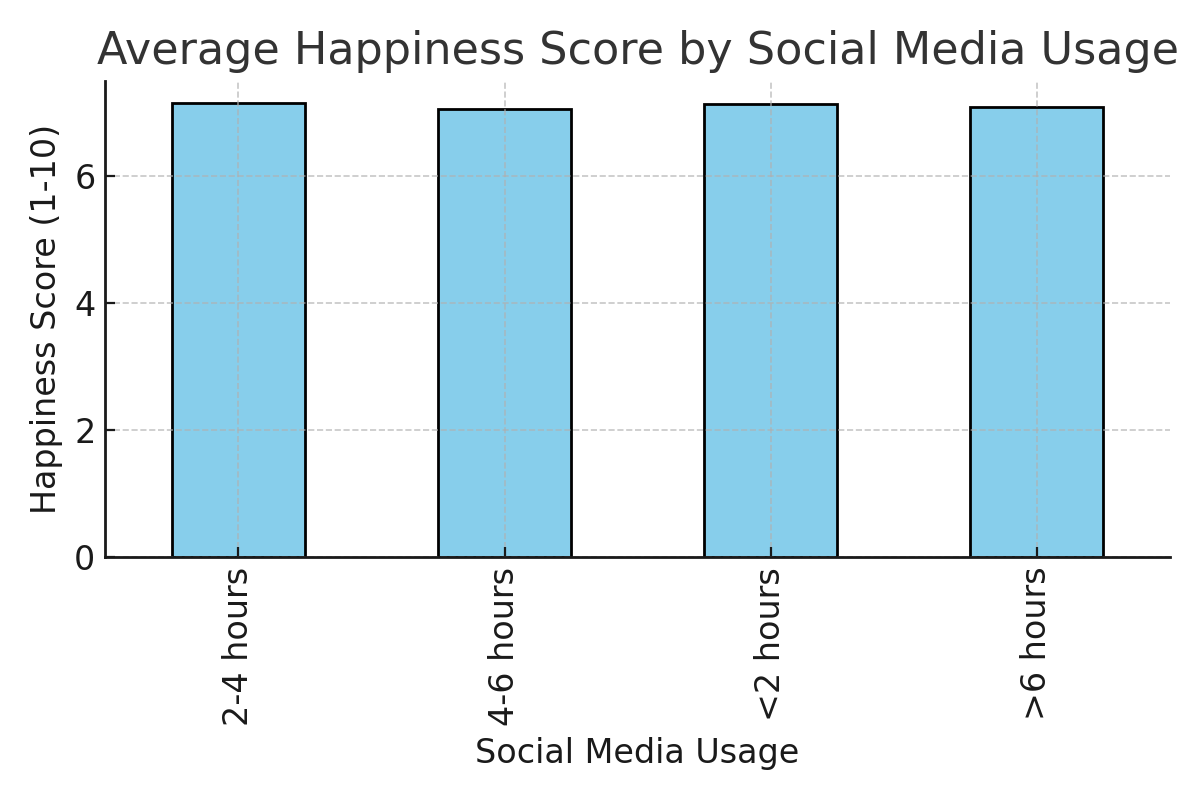 Average Happiness Score by Social Media Usage
Happiness Score (1-10)
6
4
2
0
2-4 hours
4-6 hours
<2 hours
>6 hours
Social Media Usage